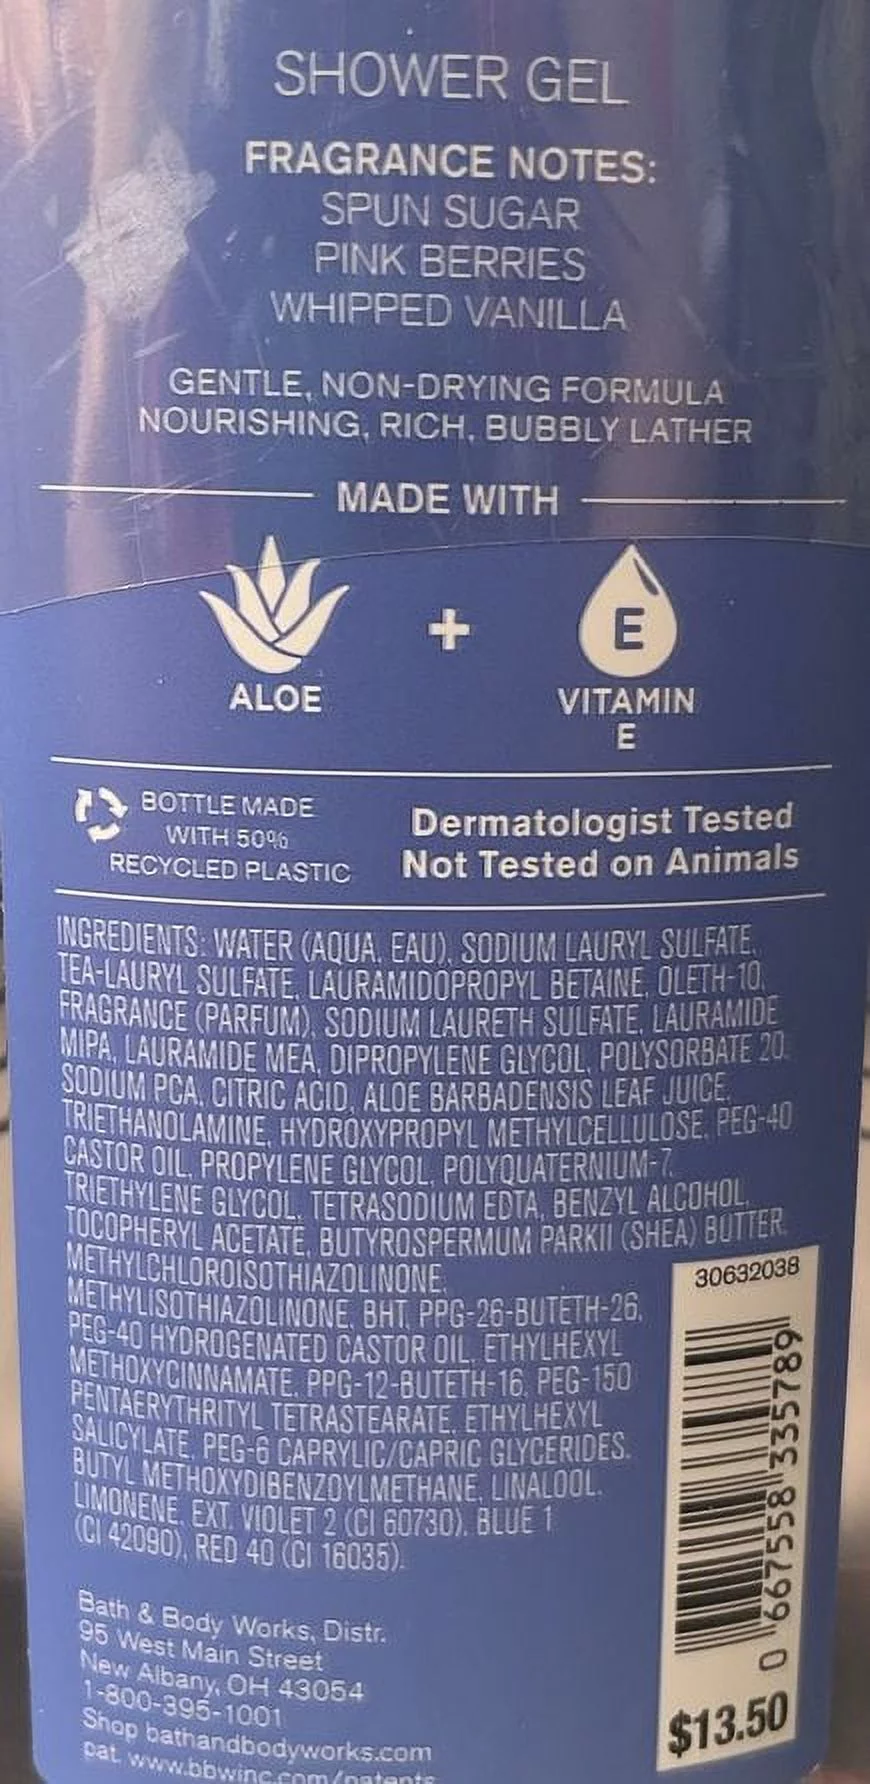 SHOWER GEL
FRAGRANCE NOTES:
SPUN SUGAR
PINK BERRIES
WHIPPED VANILLA
GENTLE, NON-DRYING FORMULA
NOURISHING, RICH, BUBBLY LATHER
MADE WITH
ALOE
+
E
VITAMIN
E
BOTTLE MADE
WITH 50%
RECYCLED PLASTIC
Dermatologist Tested
Not Tested on Animals
INGREDIENTS: WATER (AQUA, EAU), SODIUM LAURYL SULFATE,
TEA-LAURYL SULFATE, LAURAMIDOPROPYL BETAINE, OLETH-10,
FRAGRANCE (PARFUM), SODIUM LAURETH SULFATE, LAURAMIDE
MIPA, LAURAMIDE MEA, DIPROPYLENE GLYCOL, POLYSORBATE 20,
SODIUM PCA, CITRIC ACID, ALOE BARBADENSIS LEAF JUICE,
TRIETHANOLAMINE, HYDROXYPROPYL METHYLCELLULOSE, PEG-40
CASTOR OIL, PROPYLENE GLYCOL, POLYQUATERNIUM-7,
TRIETHYLENE GLYCOL, TETRASODIUM EDTA, BENZYL ALCOHOL,
TOCOPHERYL ACETATE, BUTYROSPERMUM PARKII (SHEA) BUTTER,
METHYLCHLOROISOTHIAZOLINONE,
METHYLISOTHIAZOLINONE, BHT, PPG-26-BUTETH-26,
PEG-40 HYDROGENATED CASTOR OIL, ETHYLHEXYL
METHOXYCINNAMATE, PPG-12-BUTETH-16, PEG-150
PENTAERYTHRITYL TETRASTEARATE, ETHYLHEXYL
SALICYLATE, PEG-6 CAPRYLIC/CAPRIC GLYCERIDES,
BUTYL METHOXYDIBENZOYLMETHANE, LINALOOL,
LIMONENE, EXT. VIOLET 2 (CI 60730), BLUE 1
(CI 42090), RED 40 (CI 16035).
30632038
0 667558 335789
$13.50
Bath & Body Works, Distr.
95 West Main Street
New Albany, OH 43054
1-800-395-1001
Shop bathandbodyworks.com
pat. www.bbwinc.com/patents